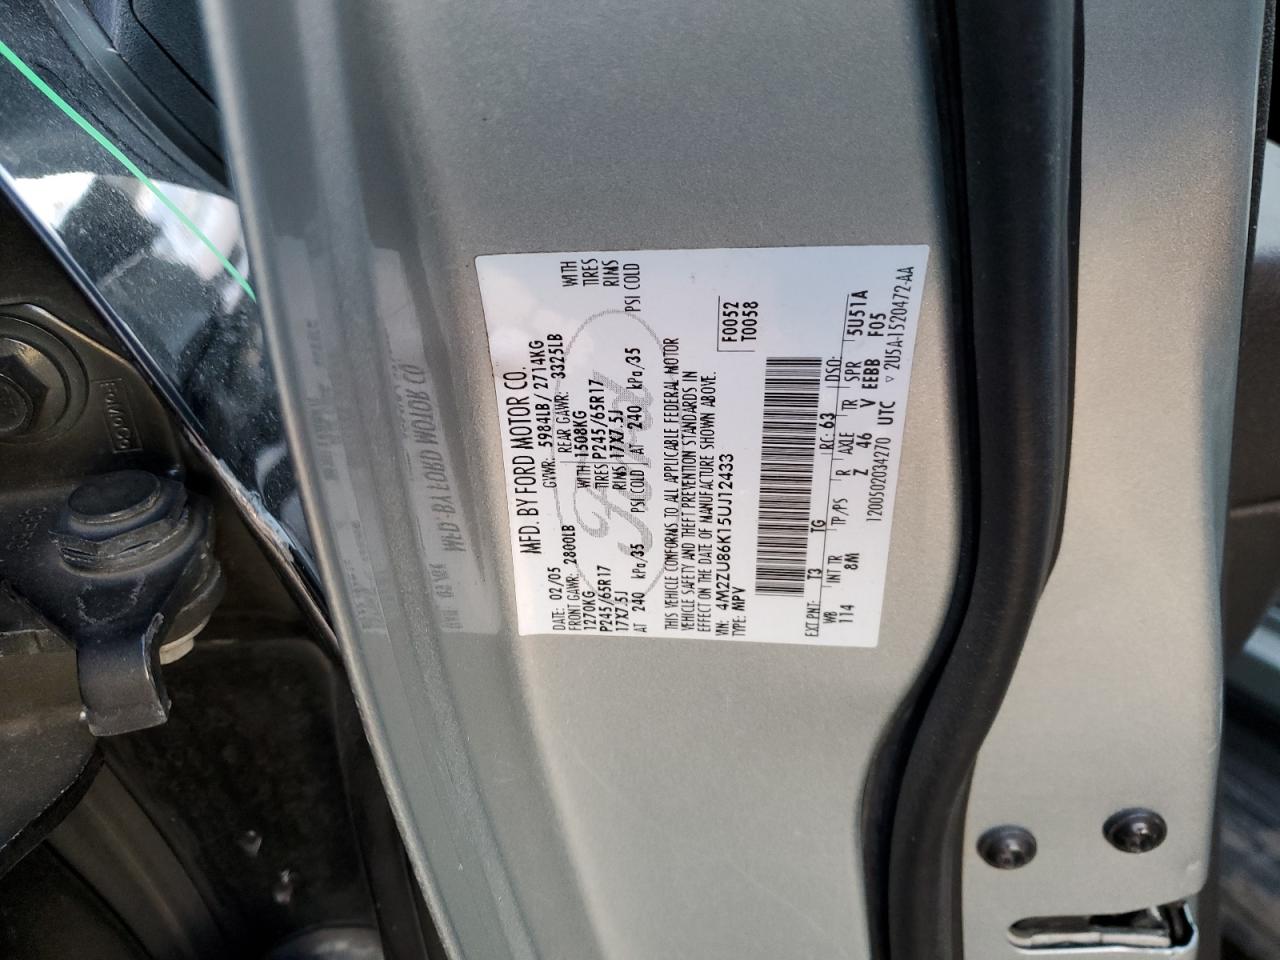 MFD. BY FORD MOTOR CO.
DATE: 02/05 GVWR: 5984LB/ 2714KG
FRONT GAWR: 2800LB REAR GAWR: 3325LB
1270KG WITH 1508KG WITH
P245/65R17 TIRES P245/65R17 TIRES
17X7.5J RIMS 17X7.5J RIMS
AT 240 kPa/35 PSI COLD AT 240 kPa/35 PSI COLD
THIS VEHICLE CONFORMS TO ALL APPLICABLE FEDERAL MOTOR
VEHICLE SAFETY AND THEFT PREVENTION STANDARDS IN
EFFECT ON THE DATE OF MANUFACTURE SHOWN ABOVE.
VIN: 4M2ZU86K15UJ12433
TYPE: MPV
F0052
T0058
EXT PNT: T3 TG RC: 63 DSO:
WB INT TR TP/PS R AXLE TR SPR 5U51A
114 8M Z 46 V EEBB F05
1200502034270 UTC ▽ 2U5A-1520472-AA
Ford
FoMoCo